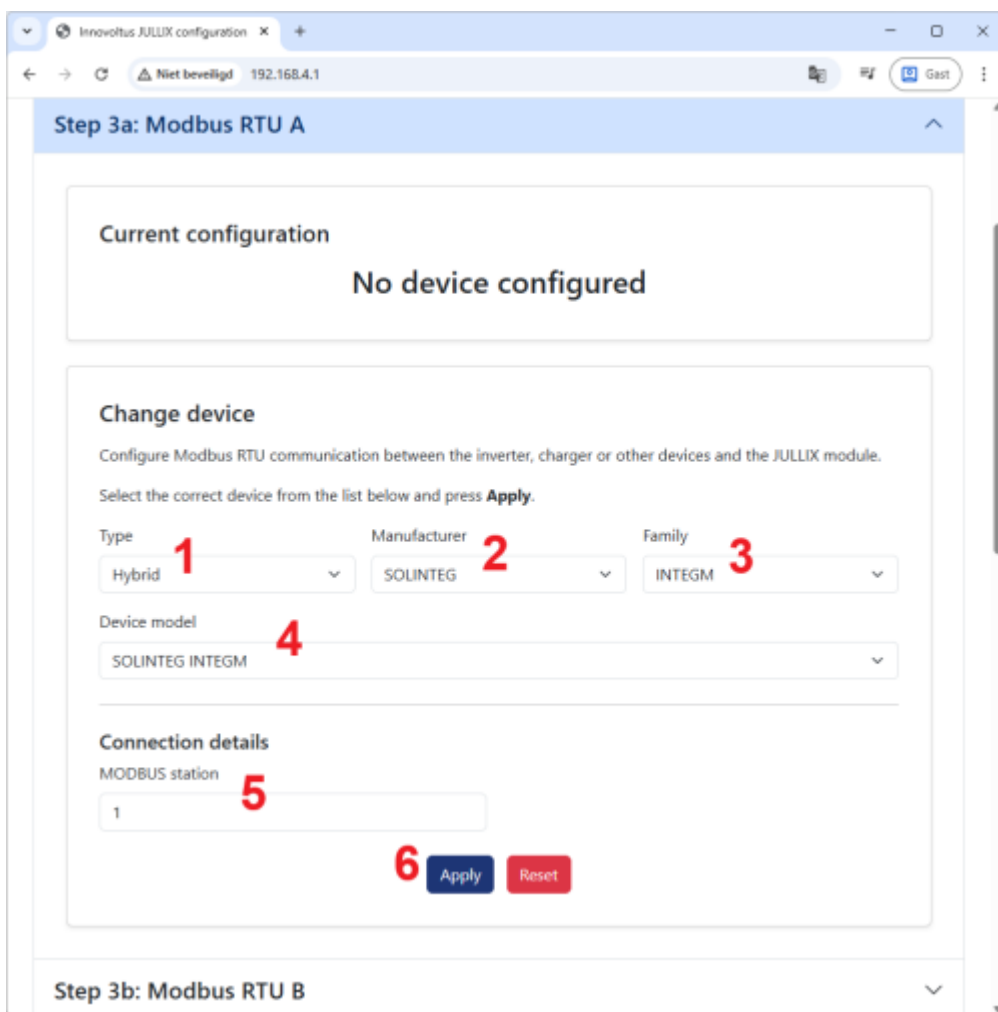 Innovoltus JULLIX configuration
Niet beveiligd 192.168.4.1
Gast
Step 3a: Modbus RTU A
Current configuration
No device configured
Change device
Configure Modbus RTU communication between the inverter, charger or other devices and the JULLIX module.
Select the correct device from the list below and press Apply.
Type Manufacturer Family
1 2 3
Hybrid SOLINTEG INTEGM
Device model
4
SOLINTEG INTEGM
Connection details
MODBUS station
5
1
6 Apply Reset
Step 3b: Modbus RTU B